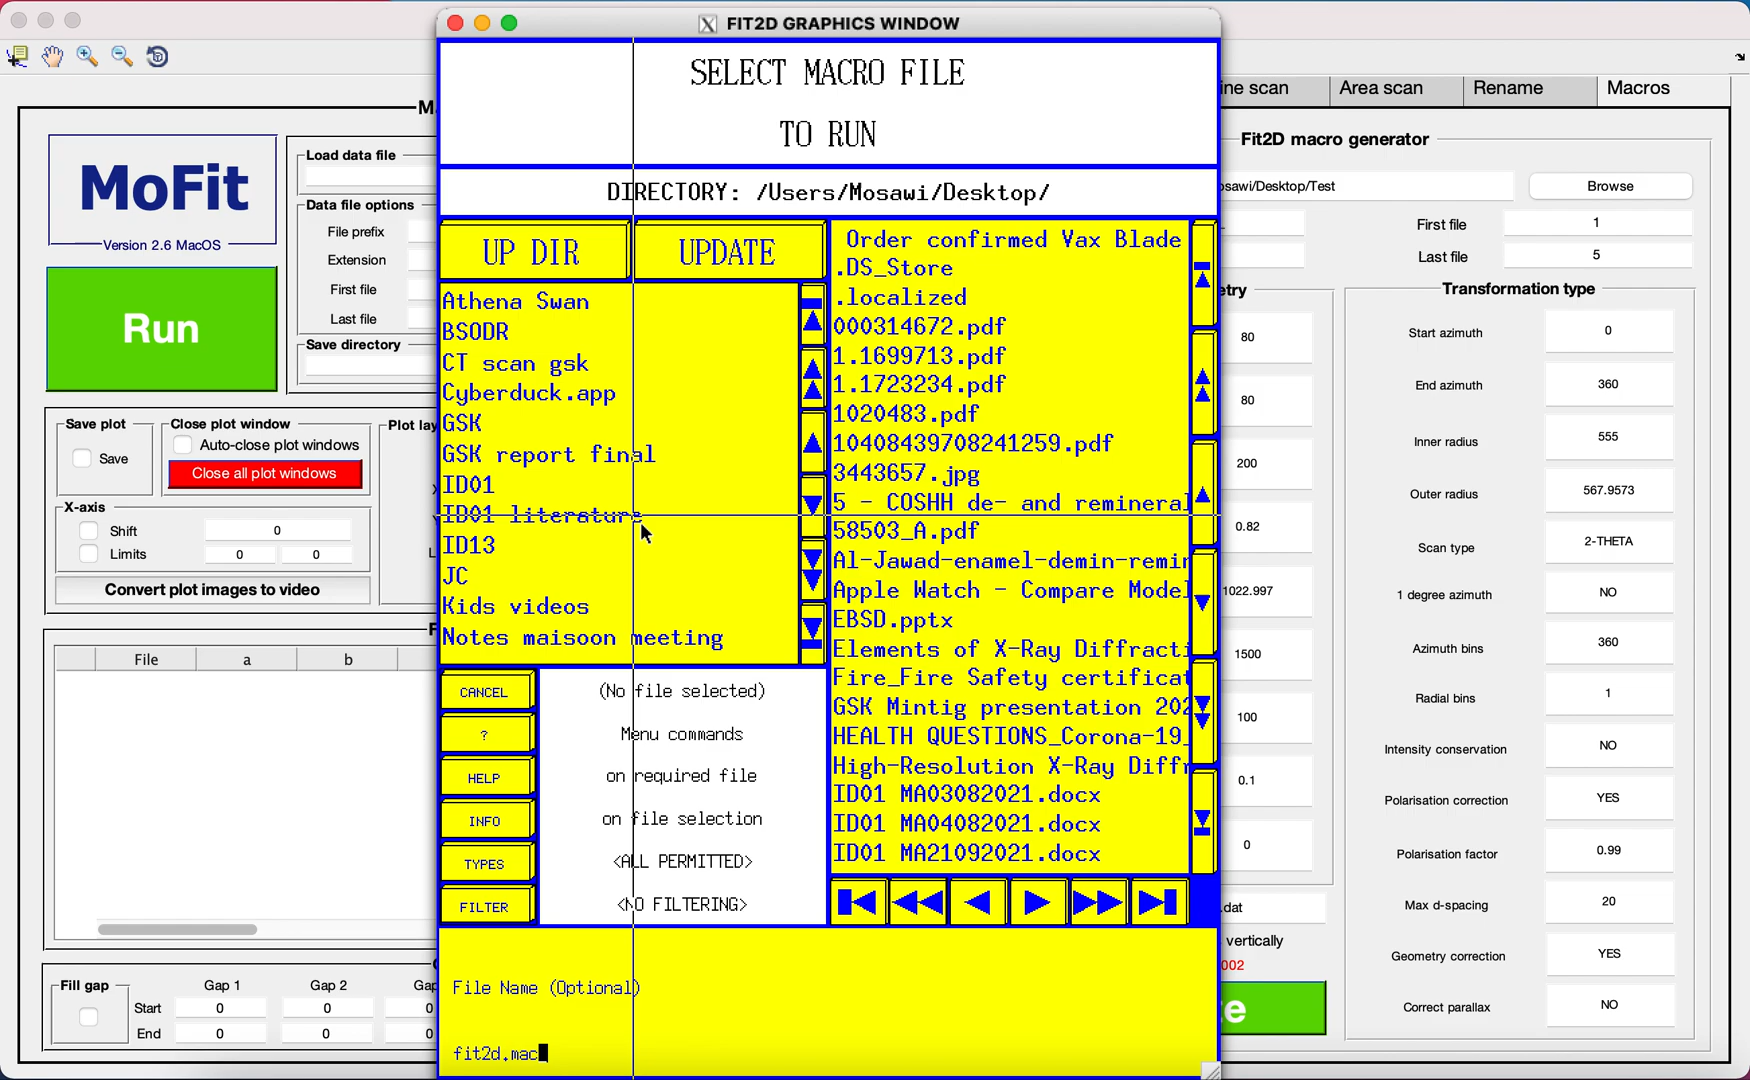 FIT2D GRAPHICS WINDOW
SELECT MACRO FILE
TO RUN
DIRECTORY: /Users/Mosawi/Desktop/
UP DIR
UPDATE
Athena Swan
BSODR
CT scan gsk
Cyberduck.app
GSK
GSK report final
ID01
ID01 literature
ID13
JC
Kids videos
Notes maisoon meeting
Order confirmed Vax Blade
.DS_Store
.localized
000314672.pdf
1.1699713.pdf
1.1723234.pdf
1020483.pdf
10408439708241259.pdf
3443657.jpg
5 - COSHH de- and remineral
58503_A.pdf
Al-Jawad-enamel-demin-remin
Apple Watch - Compare Model
EBSD.pptx
Elements of X-Ray Diffracti
Fire_Fire Safety certificat
GSK Mintig presentation 202
HEALTH QUESTIONS_Corona-19_
High-Resolution X-Ray Diffr
ID01 MA03082021.docx
ID01 MA04082021.docx
ID01 MA21092021.docx
CANCEL
?
HELP
INFO
TYPES
FILTER
(No file selected)
Menu commands
on required file
on file selection
<ALL PERMITTED>
<NO FILTERING>
File Name (Optional)
fit2d.mac
MoFit
Version 2.6 MacOS
Run
Load data file
Data file options
File prefix
Extension
First file
Last file
Save directory
Save plot
Save
Close plot window
Auto-close plot windows
Close all plot windows
Plot lay
X-axis
Shift 0
Limits 0 0
Convert plot images to video
File a b
Fill gap
Gap 1 Gap 2 Gap
Start 0 0 0
End 0 0 0
ine scan
Area scan
Rename
Macros
Fit2D macro generator
sawi/Desktop/Test
Browse
First file 1
Last file 5
etry
80
80
200
0.82
1022.997
1500
100
0.1
0
.dat
vertically
002
e
Transformation type
Start azimuth 0
End azimuth 360
Inner radius 555
Outer radius 567.9573
Scan type 2-THETA
1 degree azimuth NO
Azimuth bins 360
Radial bins 1
Intensity conservation NO
Polarisation correction YES
Polarisation factor 0.99
Max d-spacing 20
Geometry correction YES
Correct parallax NO